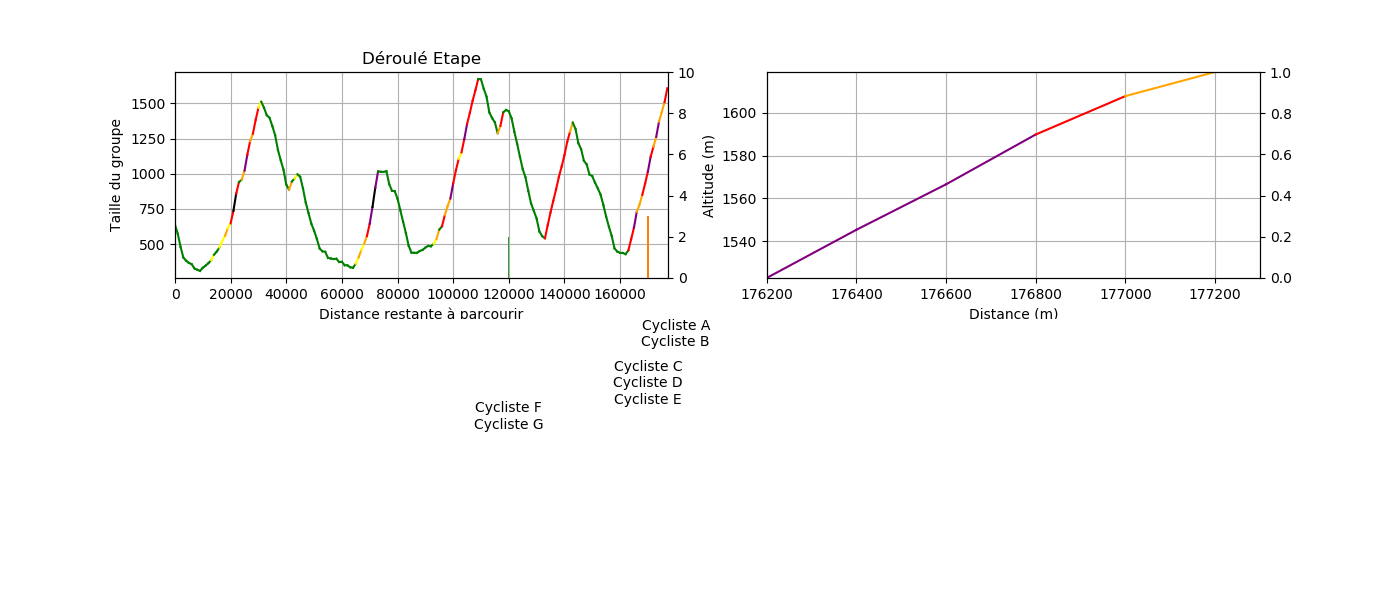 Déroulé Etape
Taille du groupe
1500
1250
1000
750
500
10
8
6
4
2
0
0 20000 40000 60000 80000 100000 120000 140000 160000
Distance restante à parcourir
Altitude (m)
1600
1580
1560
1540
1.0
0.8
0.6
0.4
0.2
0.0
176200 176400 176600 176800 177000 177200
Distance (m)
Cycliste A
Cycliste B
Cycliste C
Cycliste D
Cycliste E
Cycliste F
Cycliste G